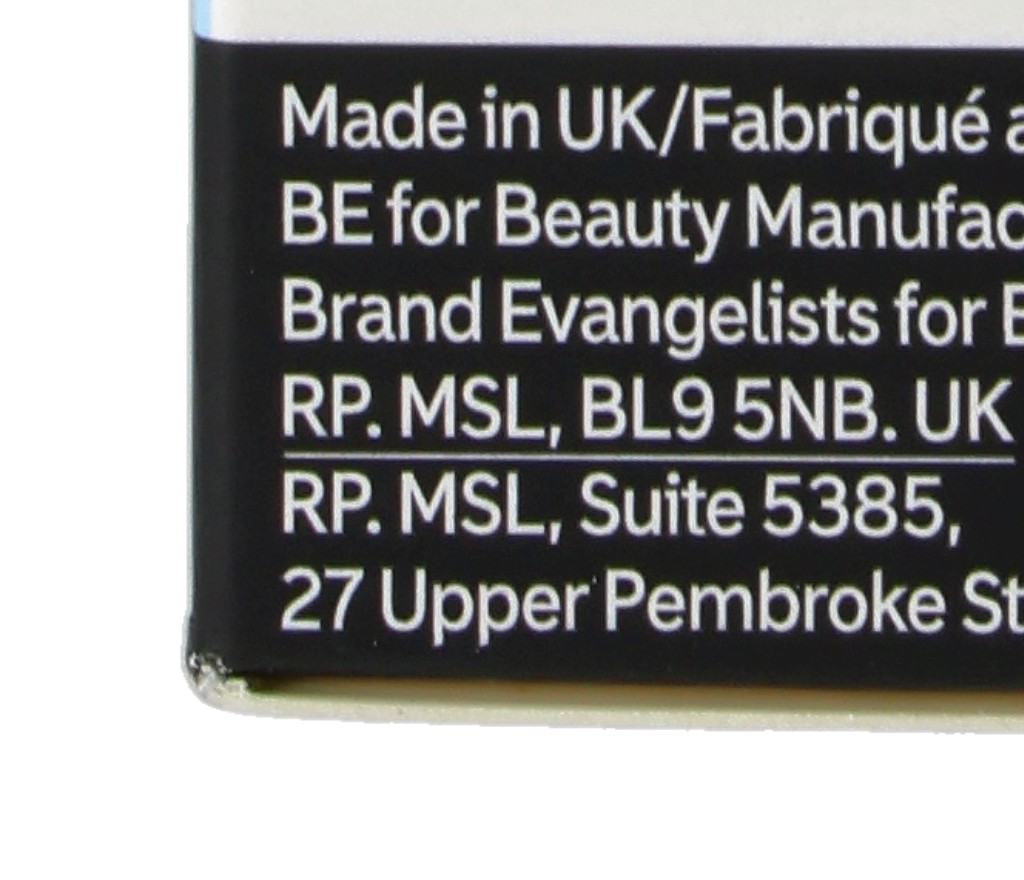 Made in UK/Fabriqué a
BE for Beauty Manufac
Brand Evangelists for
RP. MSL, BL9 5NB. UK
RP. MSL, Suite 5385,
27 Upper Pembroke St